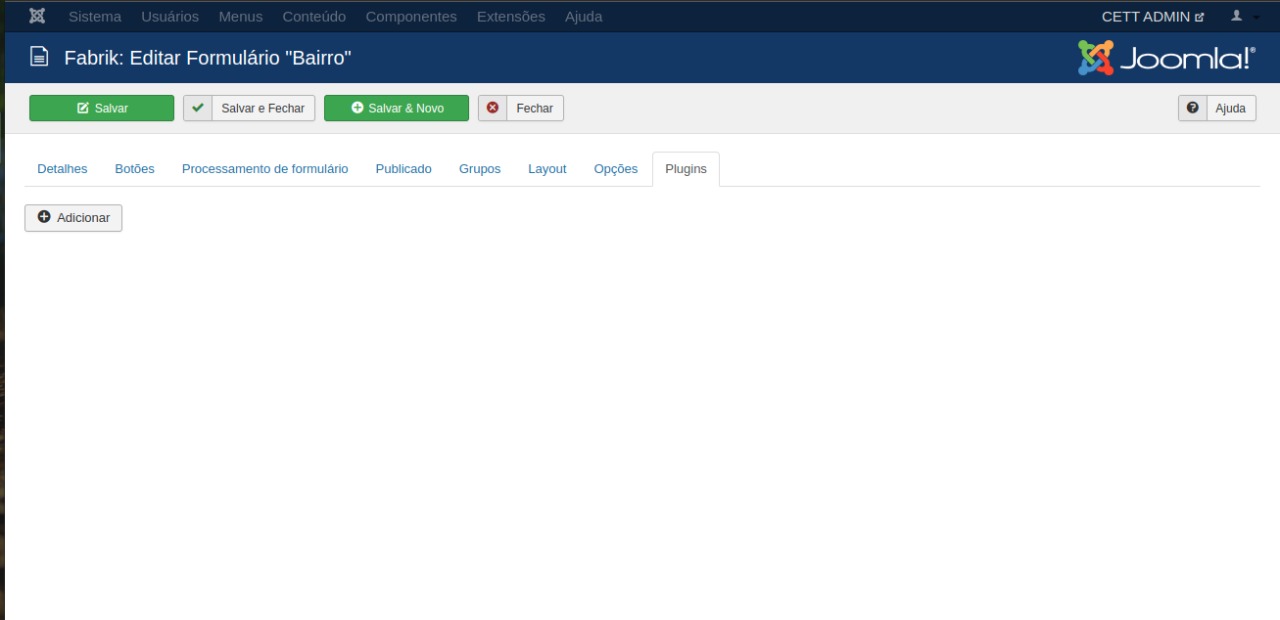 Sistema Usuários Menus Conteúdo Componentes Extensões Ajuda CETT ADMIN
Fabrik: Editar Formulário "Bairro" Joomla!®
Salvar Salvar e Fechar Salvar & Novo Fechar Ajuda
Detalhes Botões Processamento de formulário Publicado Grupos Layout Opções Plugins
Adicionar